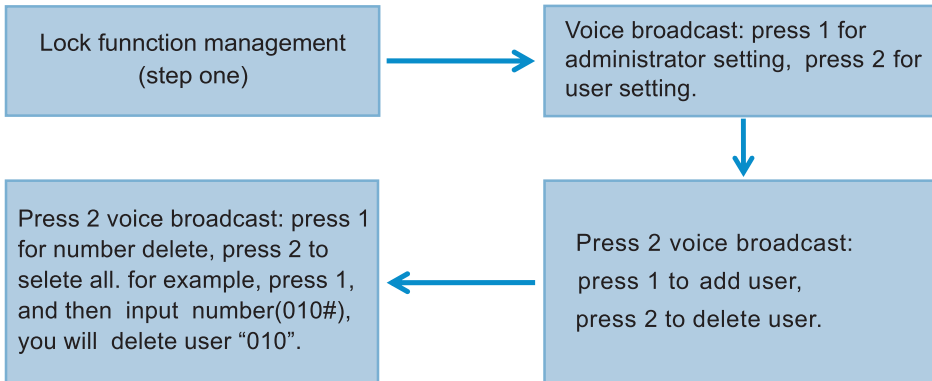 Lock funnction management
(step one)
Voice broadcast: press 1 for
administrator setting, press 2 for
user setting.
Press 2 voice broadcast:
press 1 to add user,
press 2 to delete user.
Press 2 voice broadcast: press 1
for number delete, press 2 to
selete all. for example, press 1,
and then input number(010#),
you will delete user “010”.